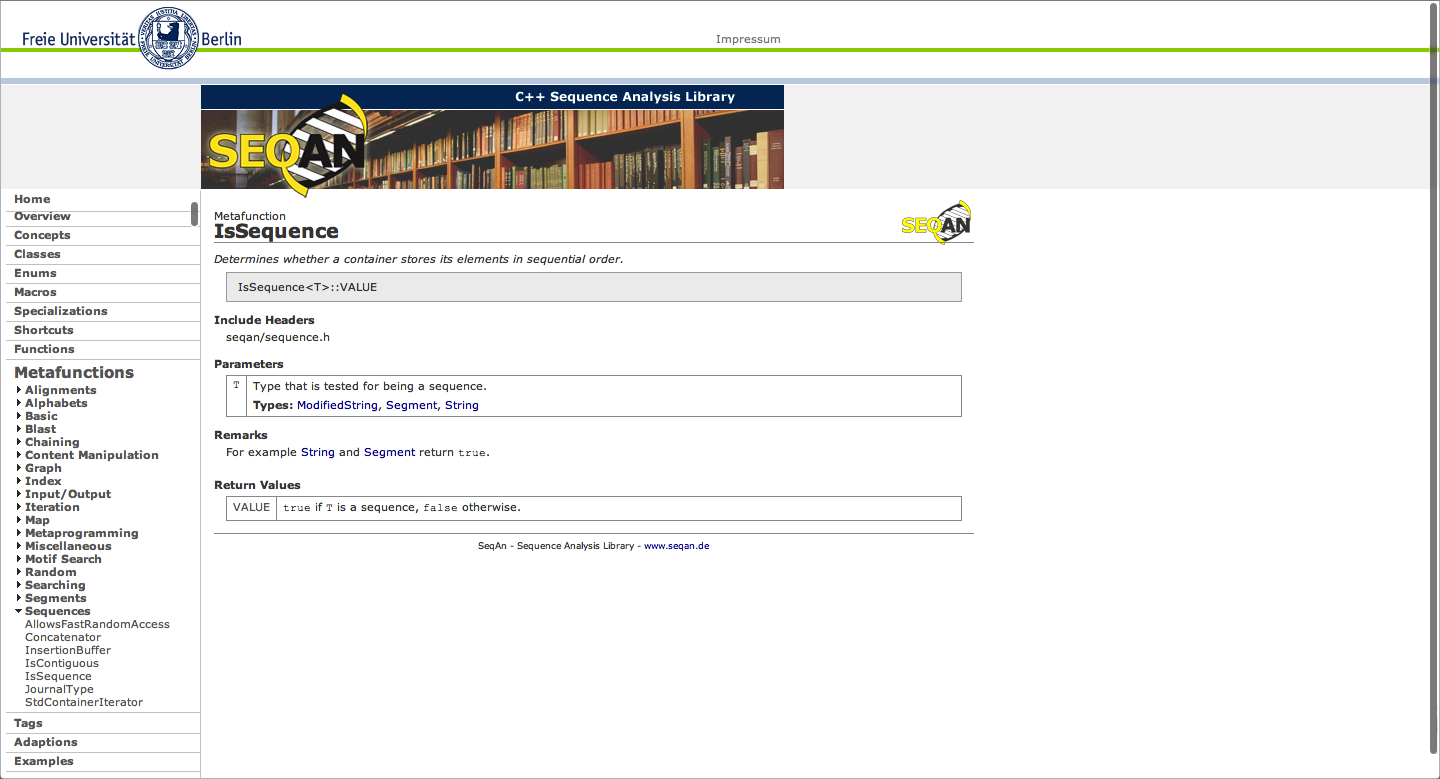 Freie Universität Berlin
Impressum
C++ Sequence Analysis Library
SEQAN
Home
Overview
Concepts
Classes
Enums
Macros
Specializations
Shortcuts
Functions
Metafunctions
Alignments
Alphabets
Basic
Blast
Chaining
Content Manipulation
Graph
Index
Input/Output
Iteration
Map
Metaprogramming
Miscellaneous
Motif Search
Random
Searching
Segments
Sequences
AllowsFastRandomAccess
Concatenator
InsertionBuffer
IsContiguous
IsSequence
JournalType
StdContainerIterator
Tags
Adaptions
Examples
Metafunction
IsSequence
SEQAN
Determines whether a container stores its elements in sequential order.
IsSequence<T>::VALUE
Include Headers
seqan/sequence.h
Parameters
T Type that is tested for being a sequence.
Types: ModifiedString, Segment, String
Remarks
For example String and Segment return true.
Return Values
VALUE true if T is a sequence, false otherwise.
SeqAn - Sequence Analysis Library - www.seqan.de